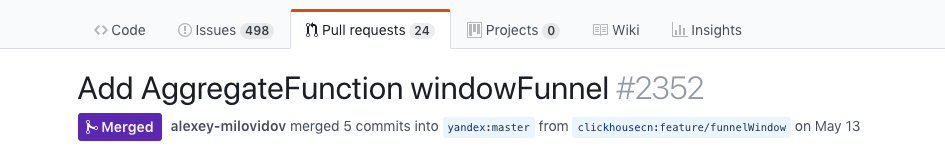 Code Issues 498 Pull requests 24 Projects 0 Wiki Insights
Add AggregateFunction windowFunnel #2352
Merged alexey-milovidov merged 5 commits into yandex:master from clickhousecn:feature/funnelWindow on May 13